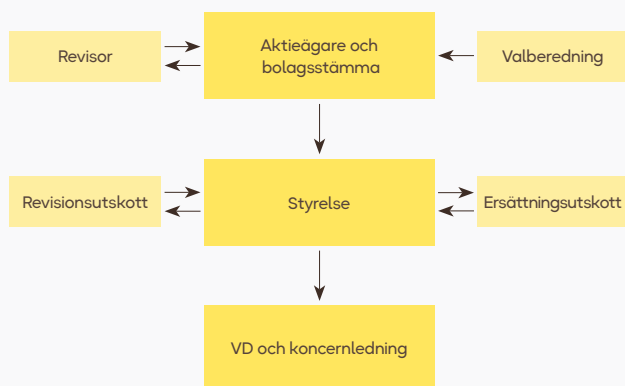 Revisor
Aktieägare och
bolagsstämma
Valberedning
Revisionsutskott
Styrelse
Ersättningsutskott
VD och koncernledning